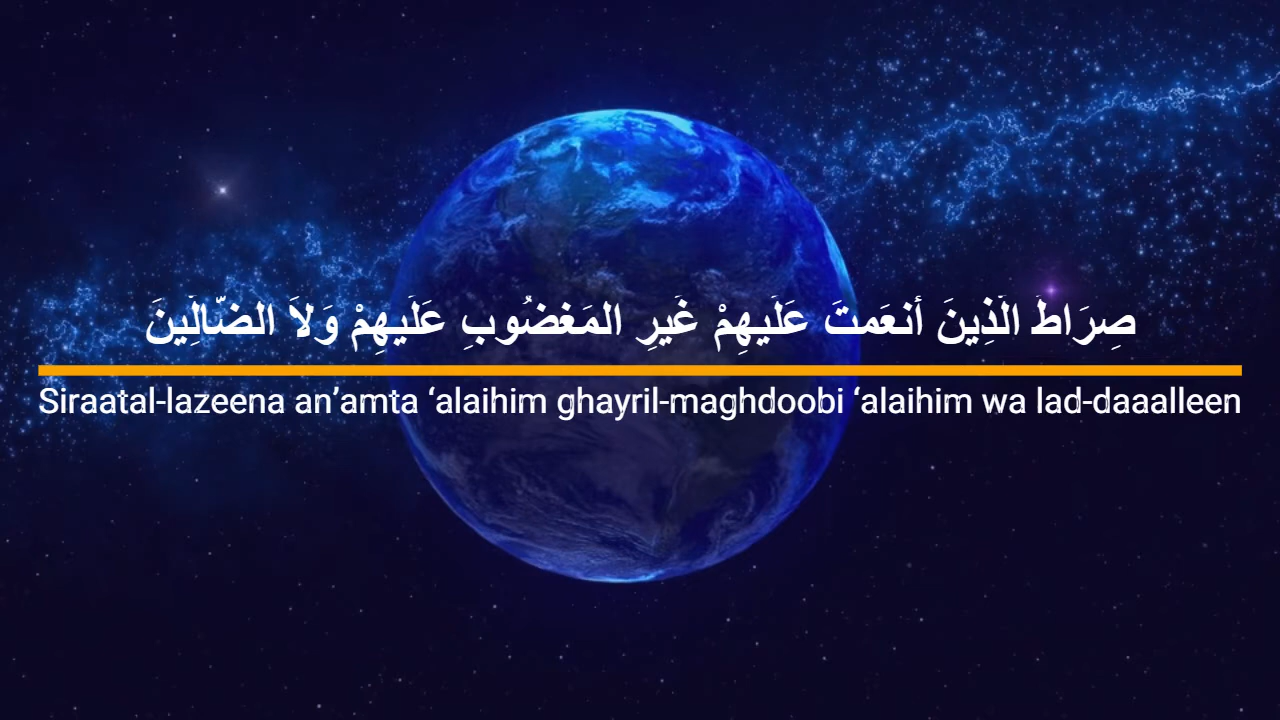 صِرَاطَ الَّذِينَ أَنعَمتَ عَلَيهِمْ غَيرِ المَغضُوبِ عَلَيهِمْ وَلاَ الضَّالِّينَ
Siraatal-lazeena an’amta ‘alaihim ghayril-maghdoobi ‘alaihim wa lad-daaalleen